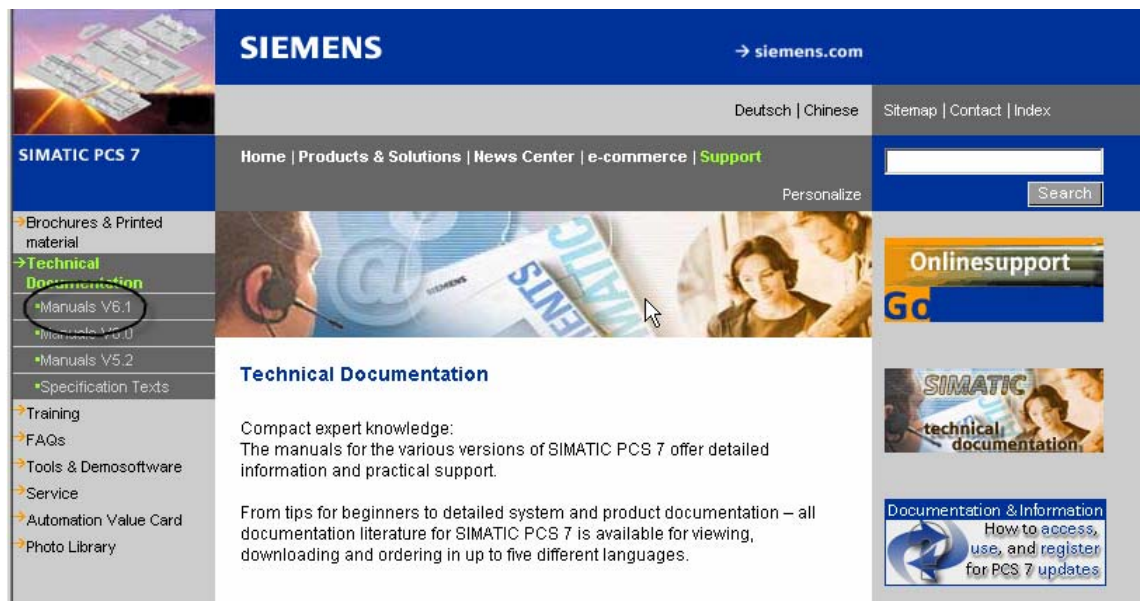 SIEMENS
→ siemens.com
Deutsch | Chinese
Sitemap | Contact | Index
SIMATIC PCS 7
Home | Products & Solutions | News Center | e-commerce | Support
Personalize
Search
Brochures & Printed
material
Technical
Documentation
Manuals V6.1
Manuals V6.0
Manuals V5.2
Specification Texts
Training
FAQs
Tools & Demosoftware
Service
Automation Value Card
Photo Library
SIEMENS
Technical Documentation
Compact expert knowledge:
The manuals for the various versions of SIMATIC PCS 7 offer detailed
information and practical support.
From tips for beginners to detailed system and product documentation – all
documentation literature for SIMATIC PCS 7 is available for viewing,
downloading and ordering in up to five different languages.
Onlinesupport
Go
SIMATIC
technical
documentation
Documentation & Information
How to access,
use, and register
for PCS 7 updates